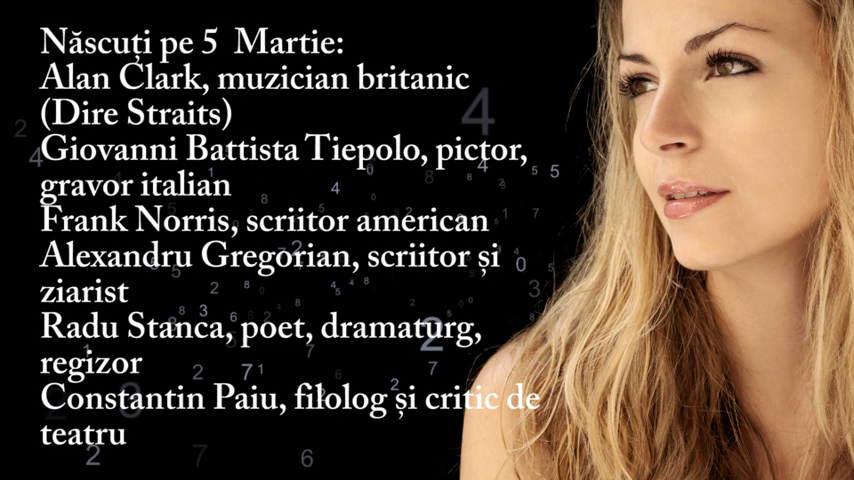 Născuți pe 5 Martie:
Alan Clark, muzician britanic
(Dire Straits)
Giovanni Battista Tiepolo, pictor,
gravor italian
Frank Norris, scriitor american
Alexandru Gregorian, scriitor și
ziarist
Radu Stanca, poet, dramaturg,
regizor
Constantin Paiu, filolog și critic de
teatru